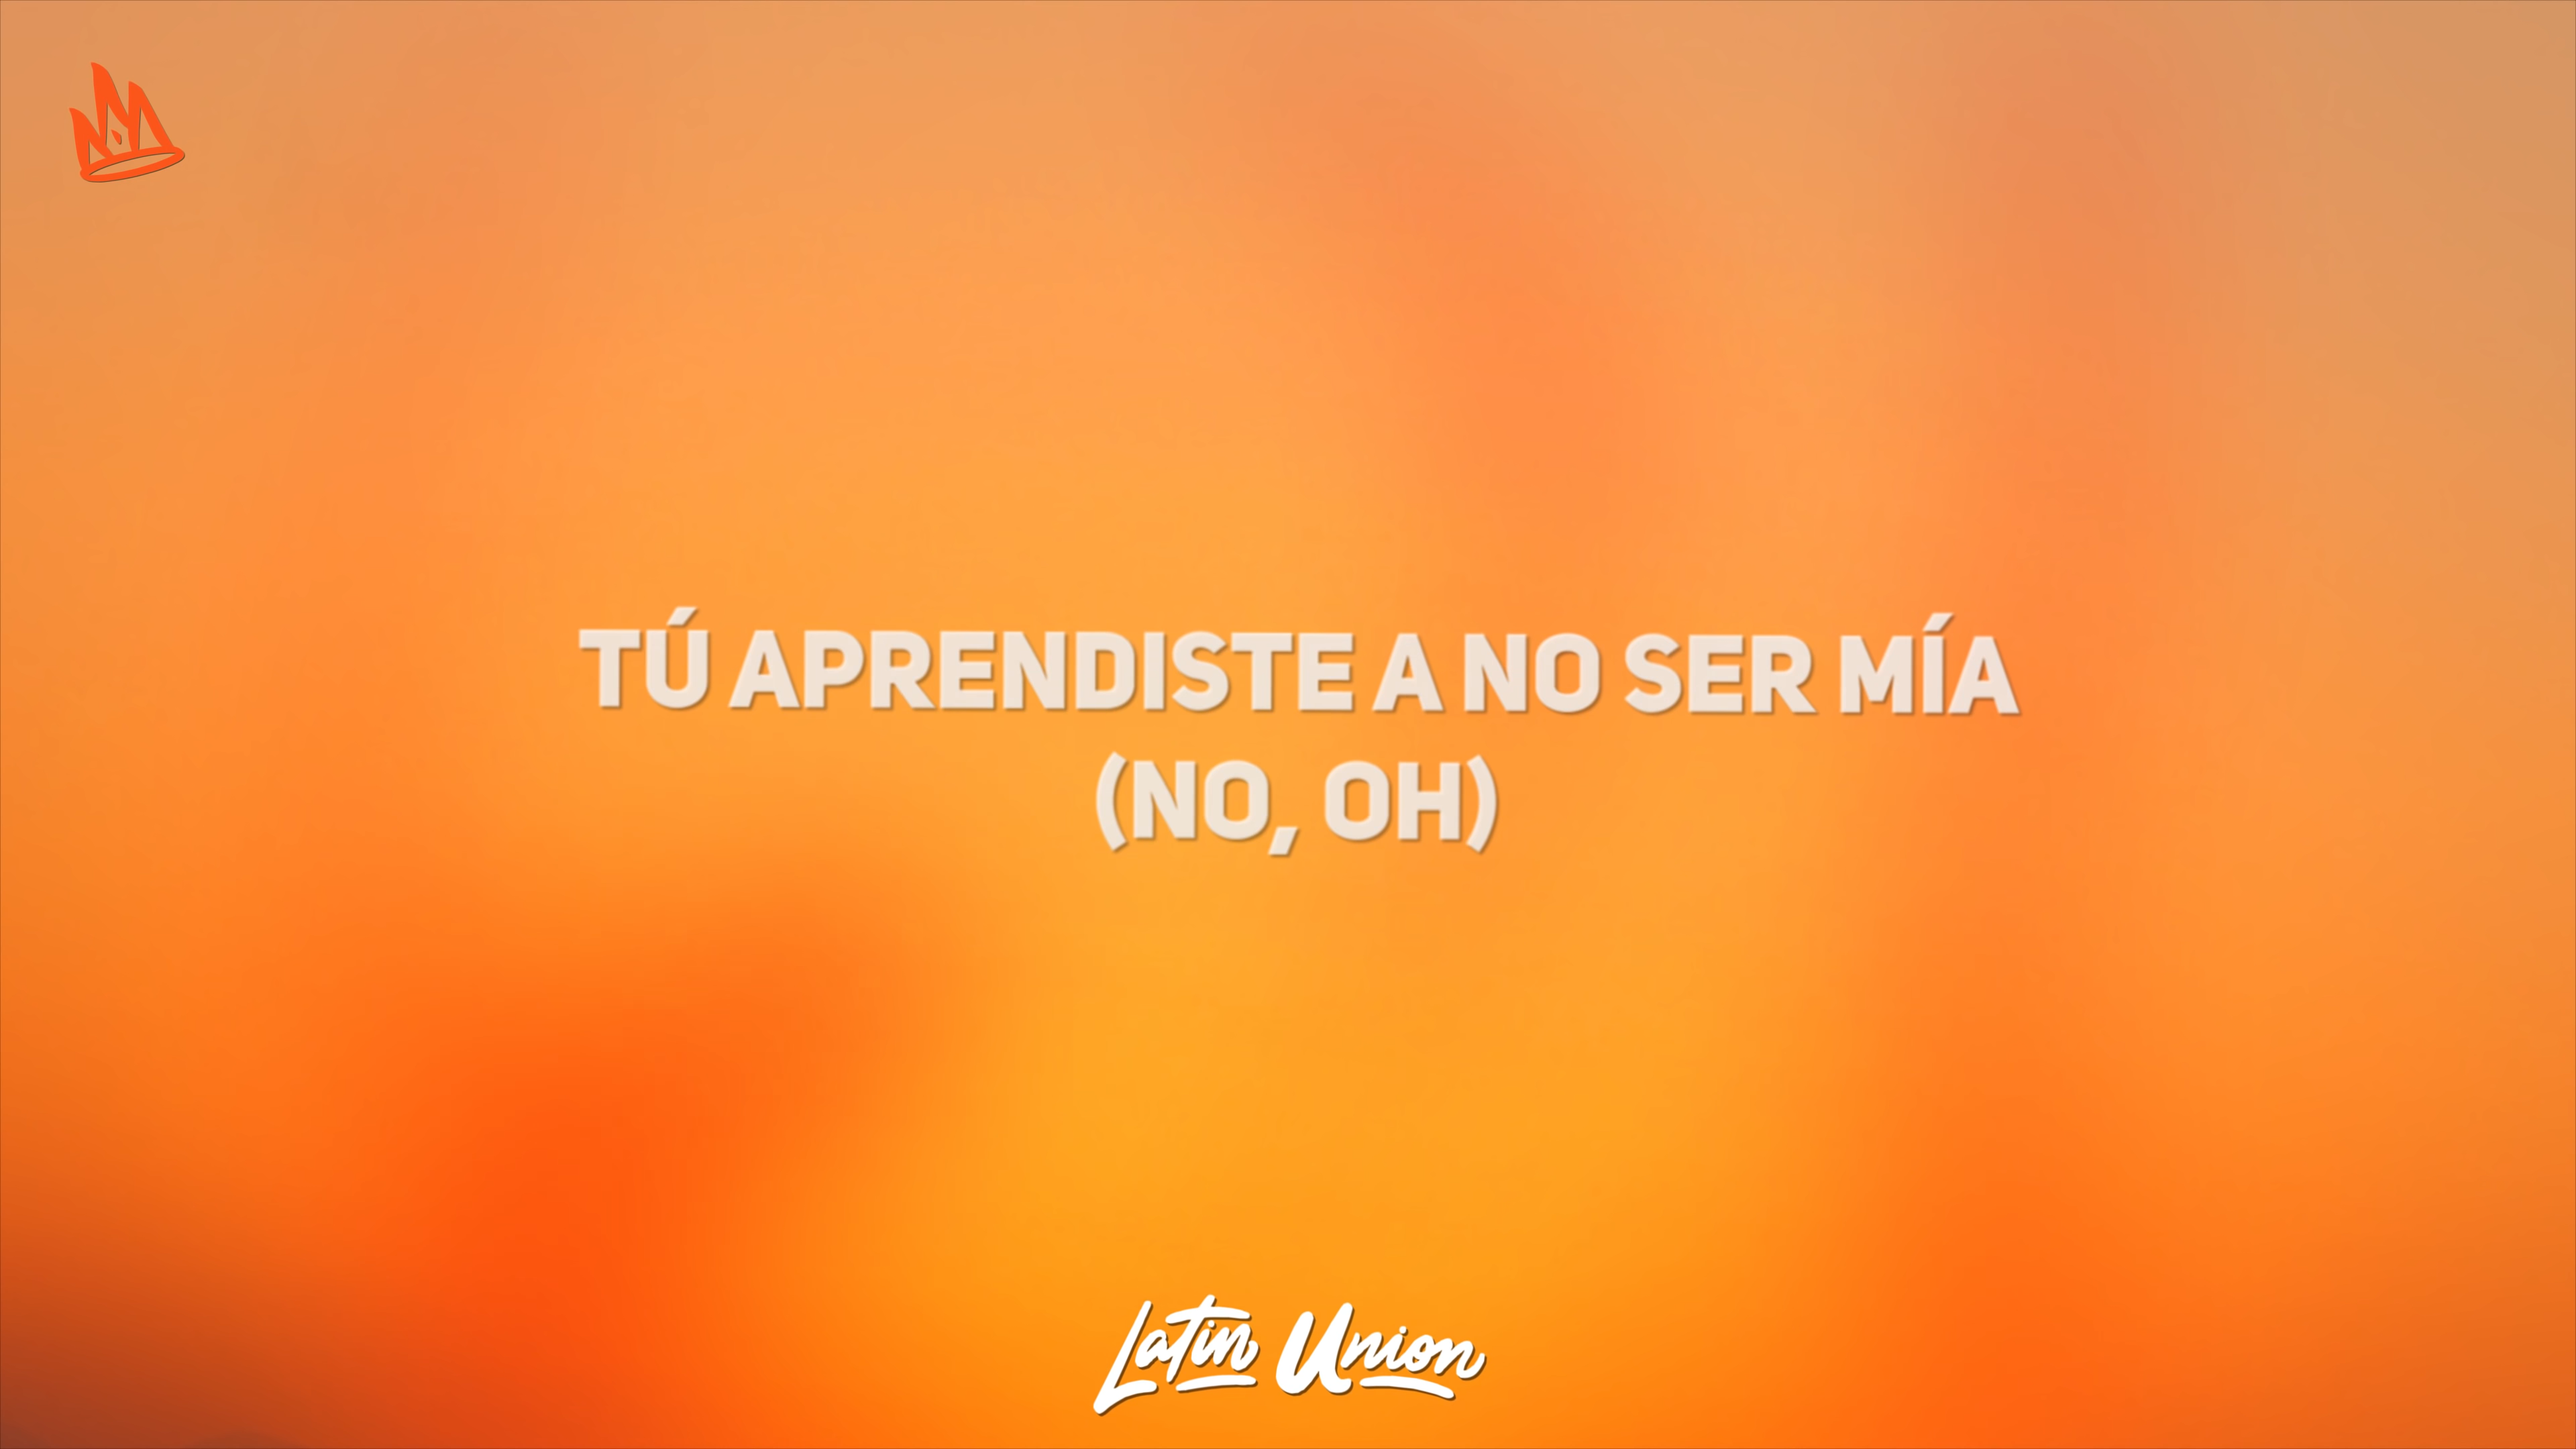 TÚ APRENDISTE A NO SER MÍA
(NO, OH)
Latin Union